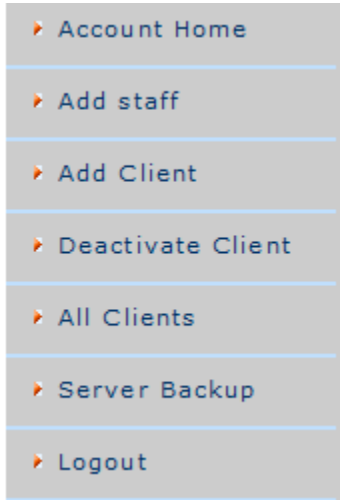 Account Home
Add staff
Add Client
Deactivate Client
All Clients
Server Backup
Logout